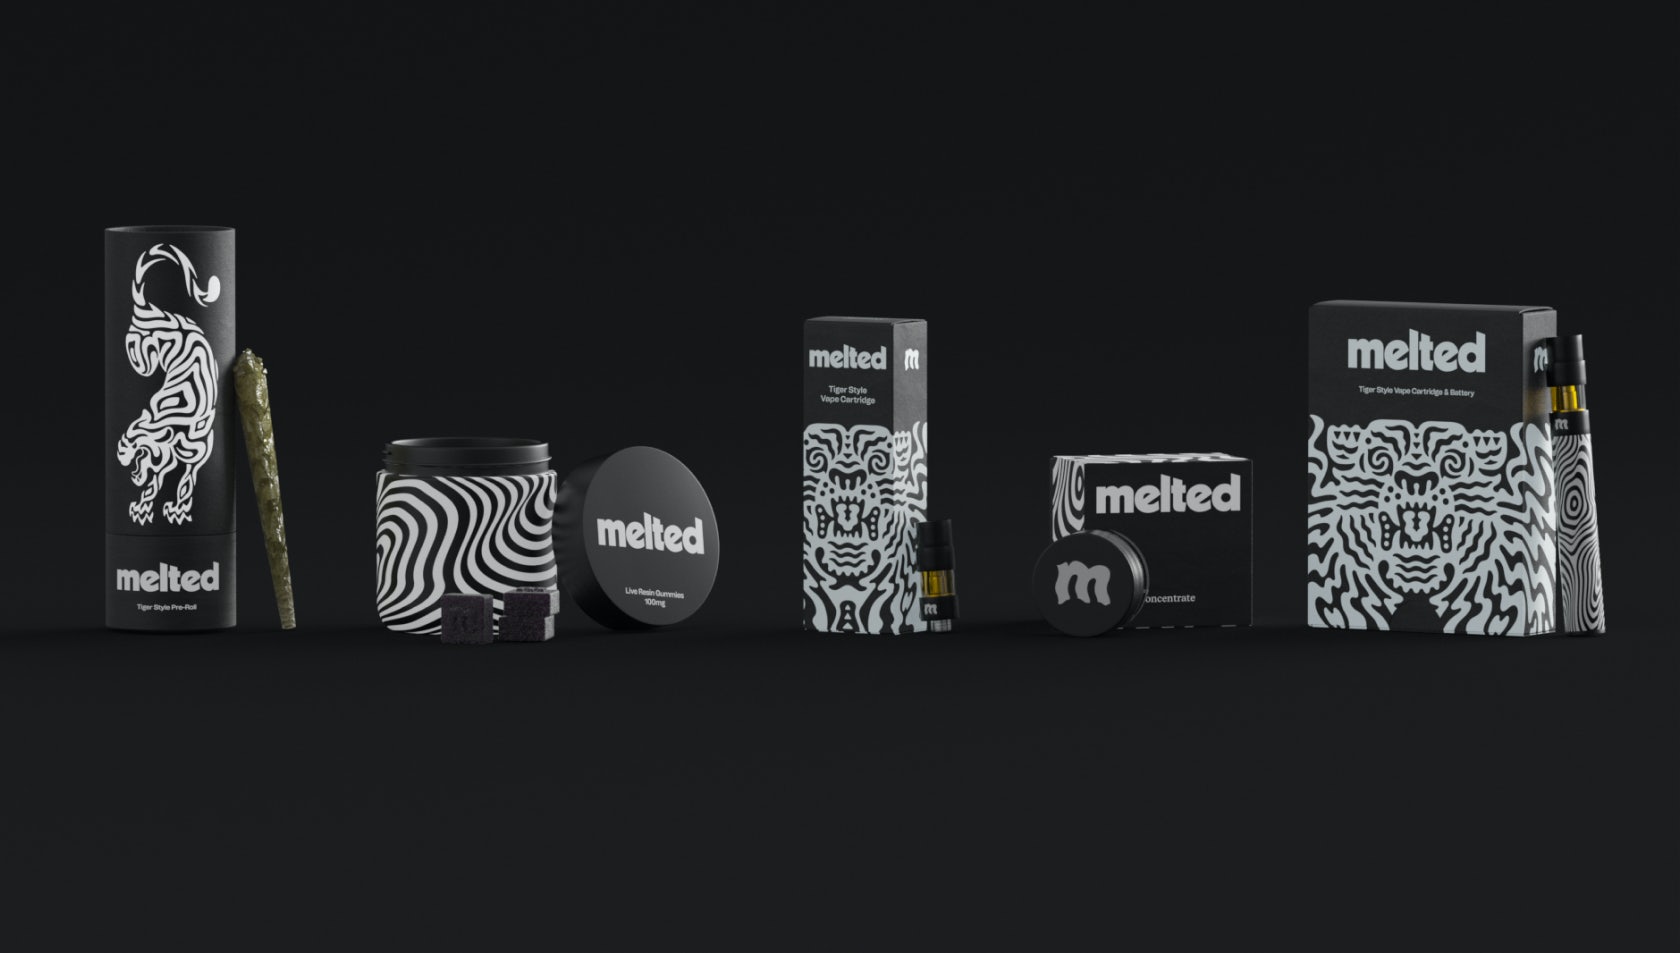 melted
Tiger Style Pre-Roll
melted
Live Resin Gummies
100mg
melted
m
Tiger Style
Vape Cartridge
m
melted
m
melted
m
Tiger Style Vape Cartridge & Battery
m